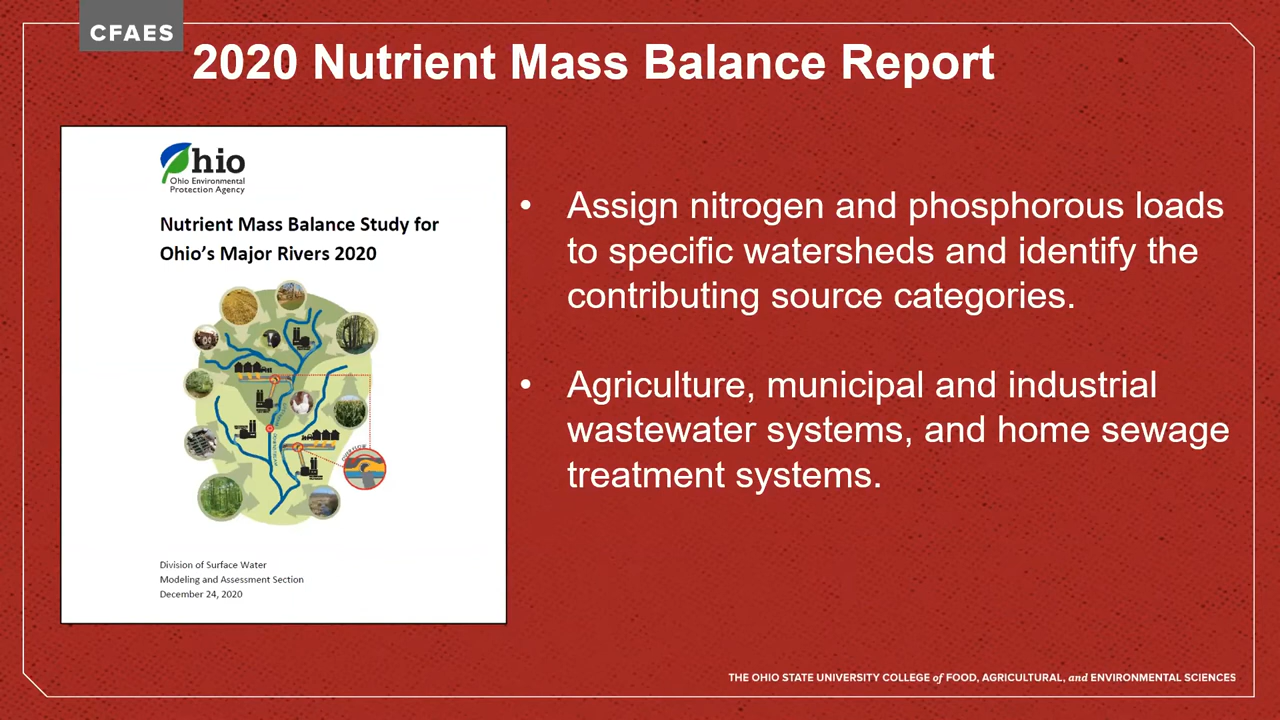 CFAES
2020 Nutrient Mass Balance Report
Ohio
Ohio Environmental
Protection Agency
Nutrient Mass Balance Study for
Ohio's Major Rivers 2020
Division of Surface Water
Modeling and Assessment Section
December 24, 2020
• Assign nitrogen and phosphorous loads
to specific watersheds and identify the
contributing source categories.
• Agriculture, municipal and industrial
wastewater systems, and home sewage
treatment systems.
THE OHIO STATE UNIVERSITY COLLEGE of FOOD, AGRICULTURAL, and ENVIRONMENTAL SCIENCES